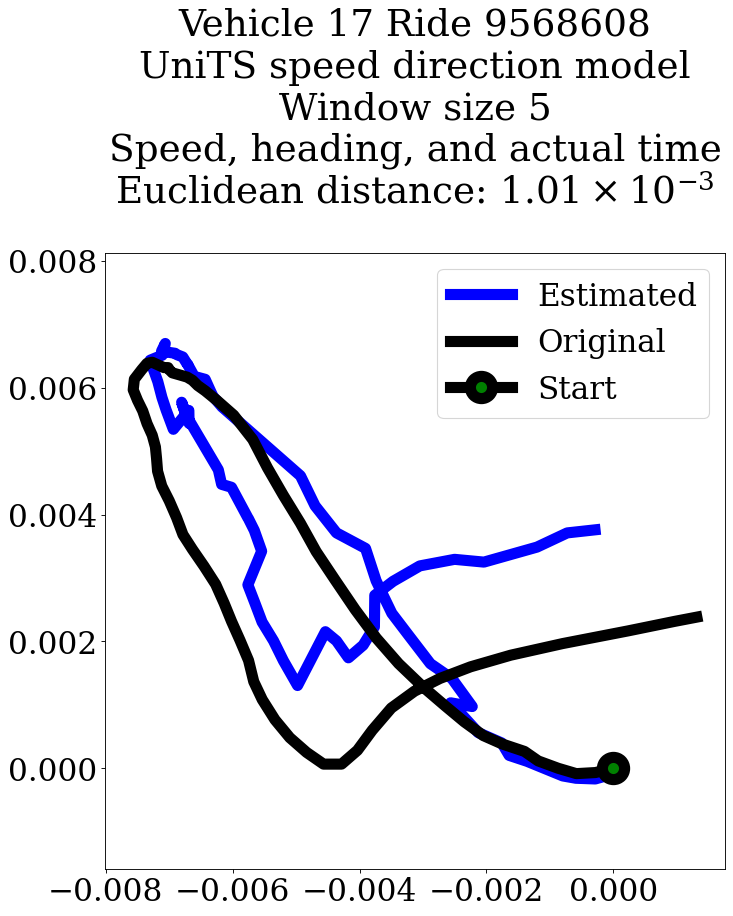 Vehicle 17 Ride 9568608
UniTS speed direction model
Window size 5
Speed, heading, and actual time
Euclidean distance: 1.01 × 10⁻³
0.008
Estimated
Original
Start
0.006
0.004
0.002
0.000
−0.008 −0.006 −0.004 −0.002 0.000